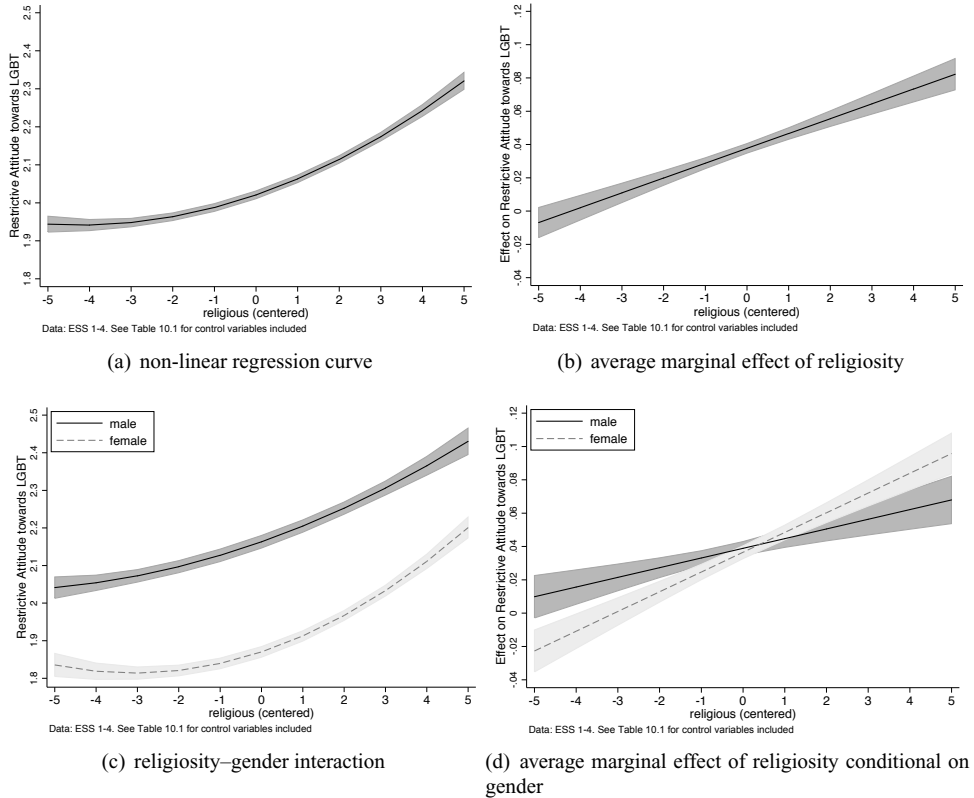 Restrictive Attitude towards LGBT
2.5
2.4
2.3
2.2
2.1
2
1.9
1.8
-5 -4 -3 -2 -1 0 1 2 3 4 5
religious (centered)
Data: ESS 1-4. See Table 10.1 for control variables included
(a) non-linear regression curve
Effect on Restrictive Attitude towards LGBT
.12
.1
.08
.06
.04
.02
0
-.02
-.04
-5 -4 -3 -2 -1 0 1 2 3 4 5
religious (centered)
Data: ESS 1-4. See Table 10.1 for control variables included
(b) average marginal effect of religiosity
male
female
Restrictive Attitude towards LGBT
2.5
2.4
2.3
2.2
2.1
2
1.9
1.8
-5 -4 -3 -2 -1 0 1 2 3 4 5
religious (centered)
Data: ESS 1-4. See Table 10.1 for control variables included
(c) religiosity–gender interaction
male
female
Effect on Restrictive Attitude towards LGBT
.12
.1
.08
.06
.04
.02
0
-.02
-.04
-5 -4 -3 -2 -1 0 1 2 3 4 5
religious (centered)
Data: ESS 1-4. See Table 10.1 for control variables included
(d) average marginal effect of religiosity conditional on
gender